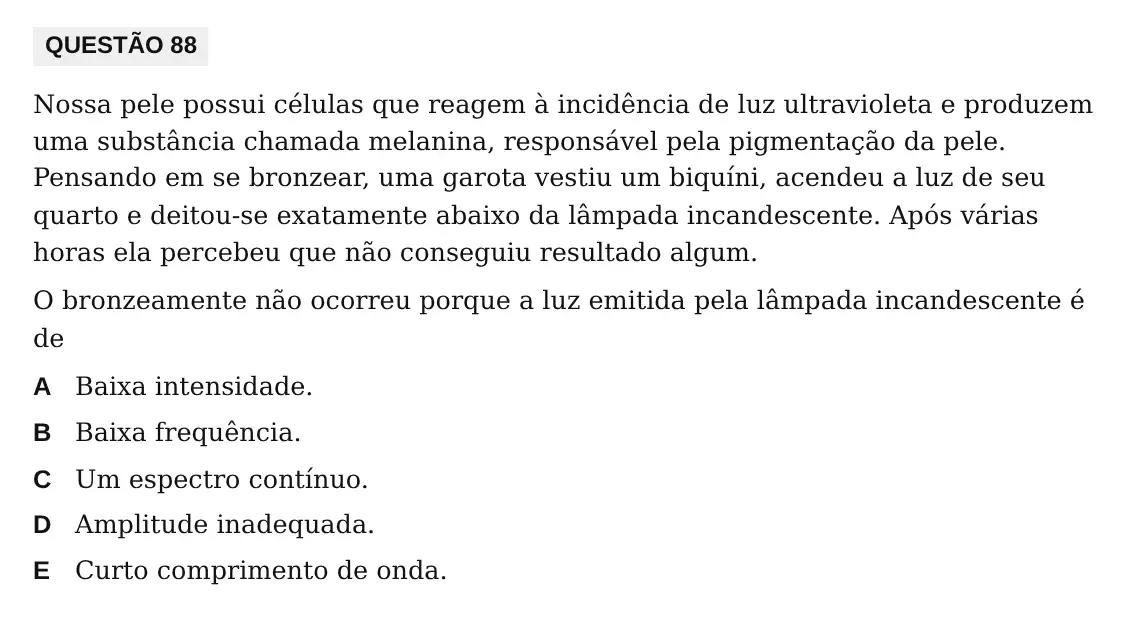 QUESTÃO 88
Nossa pele possui células que reagem à incidência de luz ultravioleta e produzem
uma substância chamada melanina, responsável pela pigmentação da pele.
Pensando em se bronzear, uma garota vestiu um biquíni, acendeu a luz de seu
quarto e deitou-se exatamente abaixo da lâmpada incandescente. Após várias
horas ela percebeu que não conseguiu resultado algum.
O bronzeamente não ocorreu porque a luz emitida pela lâmpada incandescente é
de
A Baixa intensidade.
B Baixa frequência.
C Um espectro contínuo.
D Amplitude inadequada.
E Curto comprimento de onda.